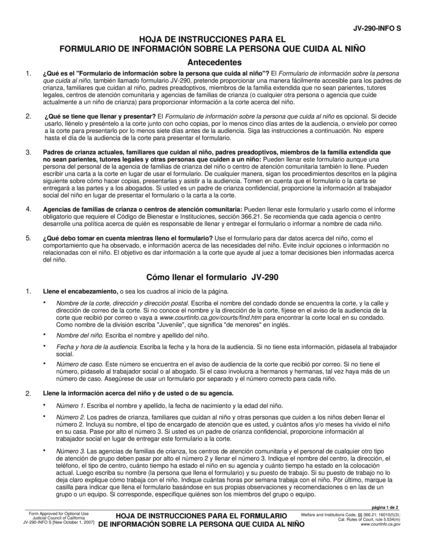 JV-290-INFO S
HOJA DE INSTRUCCIONES PARA EL
FORMULARIO DE INFORMACIÓN SOBRE LA PERSONA QUE CUIDA AL NIÑO
Antecedentes
1. ¿Qué es el "Formulario de información sobre la persona que cuida al niño"? El Formulario de información sobre la persona
que cuida al niño, también llamado formulario JV-290, pretende proporcionar una manera fácilmente accesible para los padres de
crianza, familiares que cuidan al niño, padres preadoptivos, miembros de la familia extendida que no sean parientes, tutores
legales, centros de atención comunitaria y agencias de familias de crianza (o cualquier otra persona o agencia que cuide
actualmente a un niño de crianza) para proporcionar información a la corte acerca del niño.
2. ¿Qué se tiene que llenar y presentar? El Formulario de información sobre la persona que cuida al niño es opcional. Si decide
usarlo, llénelo y preséntelo a la corte junto con ocho copias, por lo menos cinco días antes de la audiencia, o envíelo por correo
a la corte para presentarlo por lo menos siete días antes de la audiencia. Siga las instrucciones a continuación. No espere
hasta el día de la audiencia de la corte para presentar el formulario.
3. Padres de crianza actuales, familiares que cuidan al niño, padres preadoptivos, miembros de la familia extendida que
no sean parientes, tutores legales y otras personas que cuiden a un niño: Pueden llenar este formulario aunque una
persona del personal de la agencia de familias de crianza del niño o centro de atención comunitaria también lo llene. Pueden
escribir una carta a la corte en lugar de usar el formulario. De cualquier manera, sigan los procedimientos descritos en la página
siguiente sobre cómo hacer copias, presentarlas y asistir a la audiencia. Tomen en cuenta que el formulario o la carta se
entregará a las partes y a los abogados. Si usted es un padre de crianza confidencial, proporcione la información al trabajador
social del niño en lugar de presentar el formulario o la carta a la corte.
4. Agencias de familias de crianza o centros de atención comunitaria: Pueden llenar este formulario y usarlo como el informe
obligatorio que requiere el Código de Bienestar e Instituciones, sección 366.21. Se recomienda que cada agencia o centro
desarrolle una política acerca de quién es responsable de llenar y entregar el formulario o informar a nombre de cada niño.
5. ¿Qué debo tomar en cuenta mientras lleno el formulario? Use el formulario para dar datos acerca del niño, como el
comportamiento que ha observado, e información acerca de las necesidades del niño. Evite incluir opiniones o información no
relacionadas con el niño. El objetivo es dar información a la corte que ayude al juez a tomar decisiones bien informadas acerca
del niño.
Cómo llenar el formulario JV-290
1. Llene el encabezamiento, o sea los cuadros al inicio de la página.
• Nombre de la corte, dirección y dirección postal. Escriba el nombre del condado donde se encuentra la corte, y la calle y
dirección de correo de la corte. Si no conoce el nombre y la dirección de la corte, fíjese en el aviso de la audiencia de la
corte que recibió por correo o vaya a www.courtinfo.ca.gov/courts/find.htm para encontrar la corte local en su condado.
Como nombre de la división escriba "Juvenile", que significa "de menores" en inglés.
• Nombre del niño. Escriba el nombre y apellido del niño.
• Fecha y hora de la audiencia. Escriba la fecha y la hora de la audiencia. Si no tiene esta información, pídasela al trabajador
social.
• Número de caso. Este número se encuentra en el aviso de audiencia de la corte que recibió por correo. Si no tiene el
número, pídaselo al trabajador social o al abogado. Si el caso involucra a hermanos y hermanas, tal vez haya más de un
número de caso. Asegúrese de usar un formulario por separado y el número correcto para cada niño.
2. Llene la información acerca del niño y de usted o de su agencia.
• Número 1. Escriba el nombre y apellido, la fecha de nacimiento y la edad del niño.
• Número 2. Los padres de crianza, familiares que cuidan al niño y otras personas que cuiden a los niños deben llenar el
número 2. Incluya su nombre, el tipo de encargado de atención que es usted, y cuántos años y/o meses ha vivido el niño
en su casa. Pase por alto el número 3. Si usted es un padre de crianza confidencial, proporcione información al
trabajador social en lugar de entregar este formulario a la corte.
• Número 3. Las agencias de familias de crianza, los centros de atención comunitaria y el personal de cualquier otro tipo
de atención de grupo deben pasar por alto el número 2 y llenar el número 3. Indique el nombre del centro, la dirección, el
teléfono, el tipo de centro, cuánto tiempo ha estado el niño en su agencia y cuánto tiempo ha estado en la colocación
actual. Luego escriba su nombre (la persona que llena el formulario) y su puesto de trabajo. Si su puesto de trabajo no lo
deja claro explique cómo trabaja con el niño. Indique cuántas horas por semana trabaja con el niño. Por último, marque la
casilla para indicar que llena el formulario basándose en sus propias observaciones y recomendaciones o en las de un
grupo o un equipo. Si corresponde, especifique quiénes son los miembros del grupo o equipo.
página 1 de 2
Form Approved for Optional Use
Judicial Council of California
JV-290-INFO S [New October 1, 2007]
HOJA DE INSTRUCCIONES PARA EL FORMULARIO
DE INFORMACIÓN SOBRE LA PERSONA QUE CUIDA AL NIÑO
Welfare and Institutions Code, §§ 366.21, 16010(5)(3);
Cal. Rules of Court, rule 5.534(m)
www.courtinfo.ca.gov